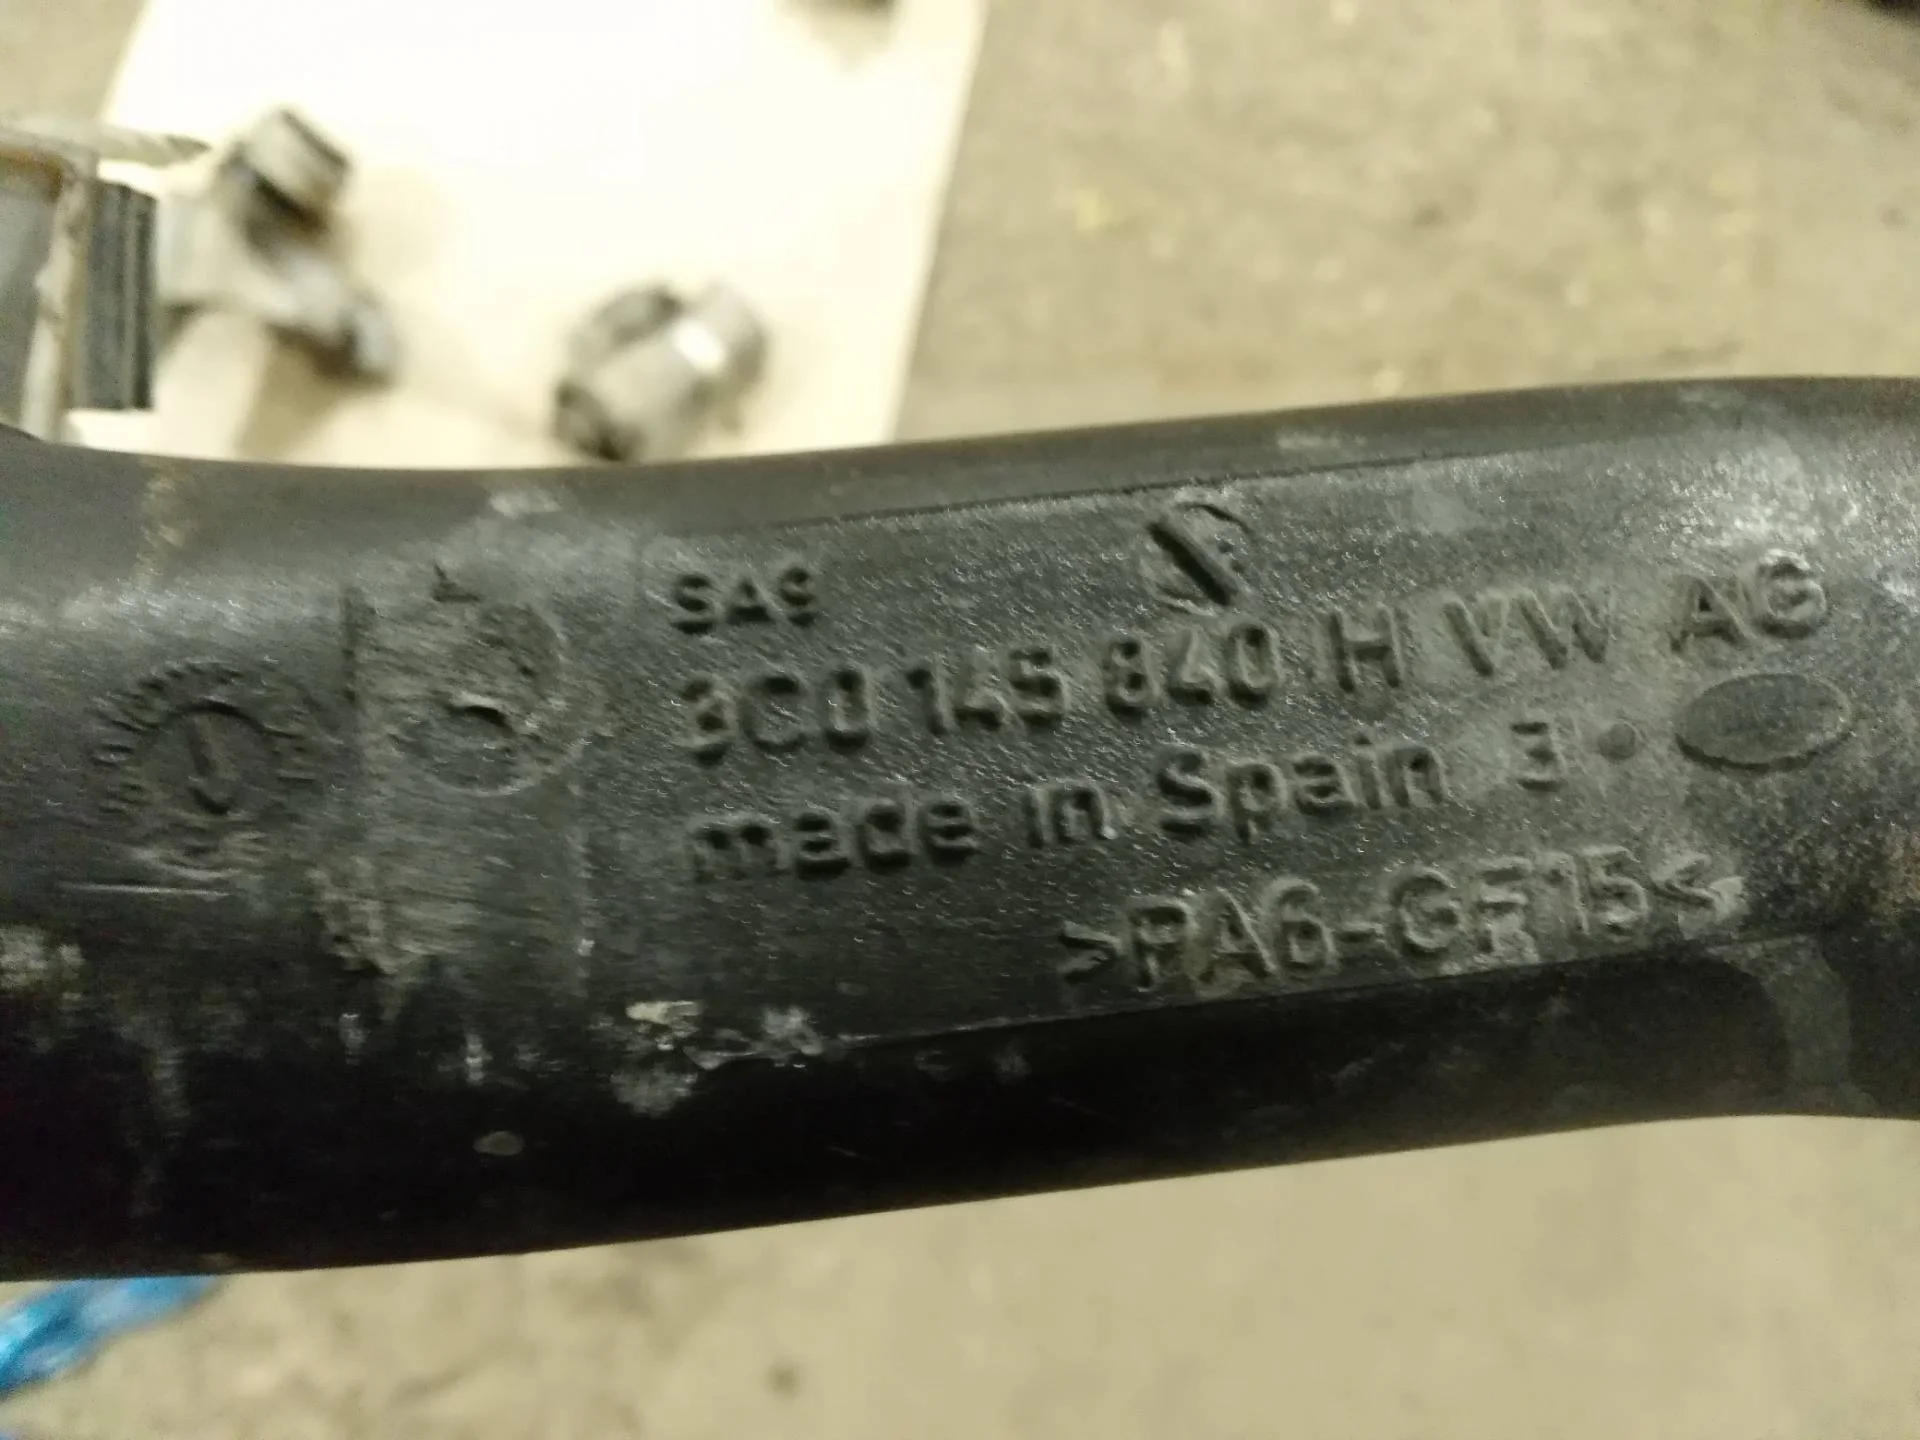 SAS
3C0 145 840 H VW AG
made in Spain 3
>PA6-GF15<